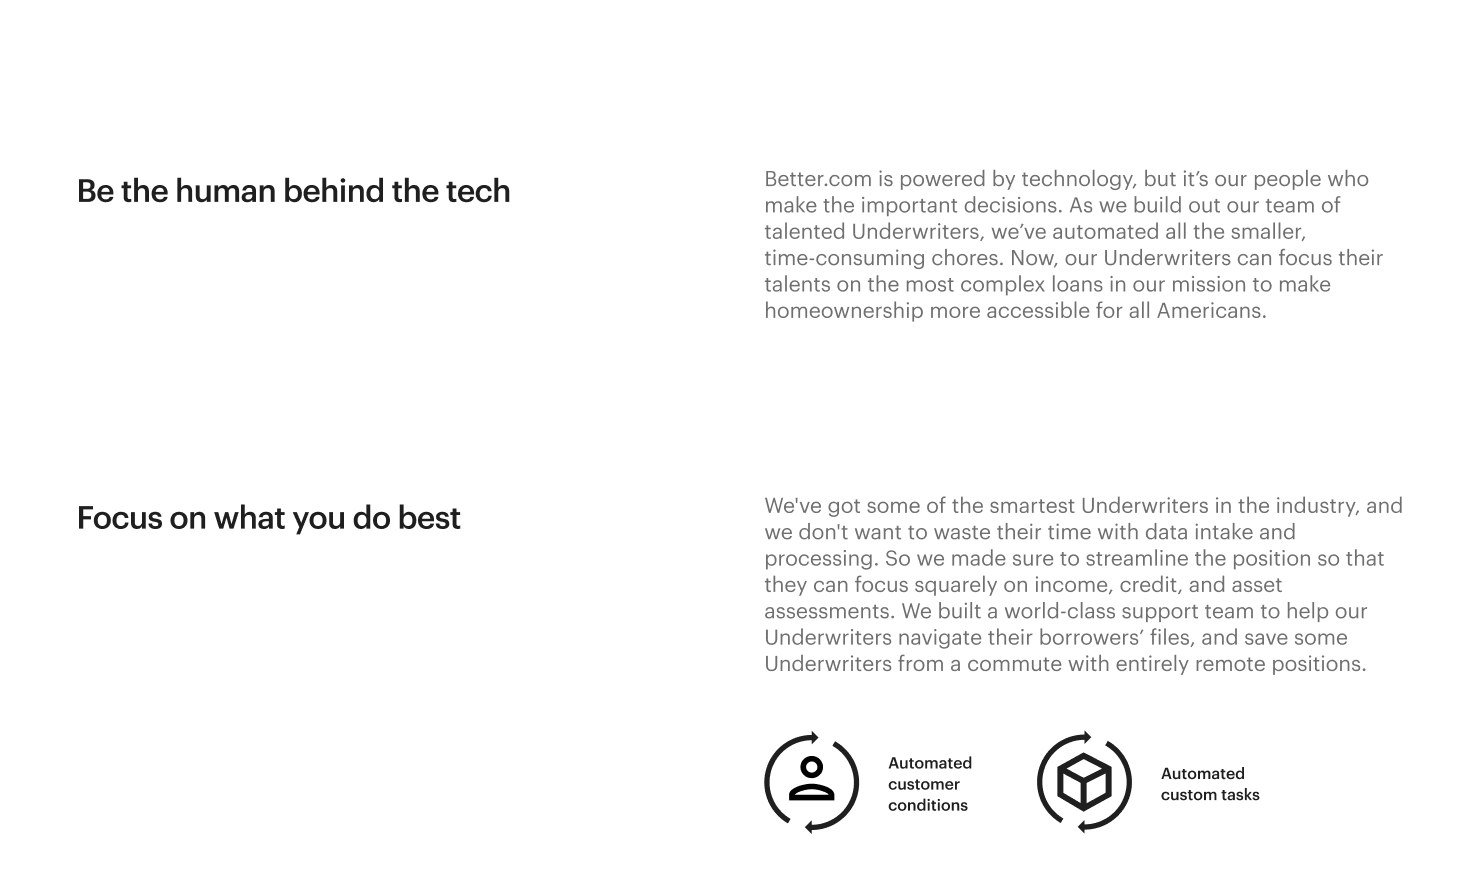 Be the human behind the tech
Better.com is powered by technology, but it’s our people who
make the important decisions. As we build out our team of
talented Underwriters, we’ve automated all the smaller,
time-consuming chores. Now, our Underwriters can focus their
talents on the most complex loans in our mission to make
homeownership more accessible for all Americans.
Focus on what you do best
We've got some of the smartest Underwriters in the industry, and
we don't want to waste their time with data intake and
processing. So we made sure to streamline the position so that
they can focus squarely on income, credit, and asset
assessments. We built a world-class support team to help our
Underwriters navigate their borrowers’ files, and save some
Underwriters from a commute with entirely remote positions.
Automated
customer
conditions
Automated
custom tasks